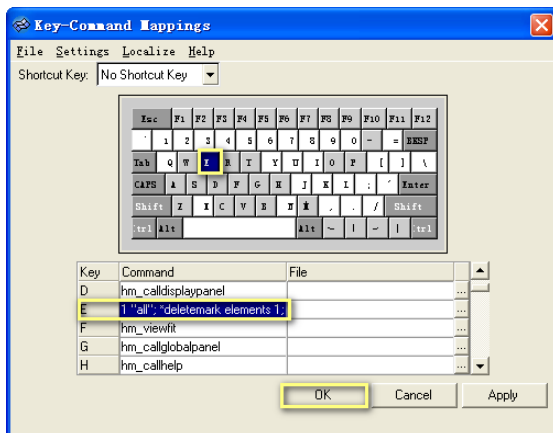 Key-Command Mappings
File Settings Localize Help
Shortcut Key: No Shortcut Key
Esc F1 F2 F3 F4 F5 F6 F7 F8 F9 F10 F11 F12
` 1 2 3 4 5 6 7 8 9 0 - = BKSP
Tab Q W E R T Y U I O P [ ] \
CAPS A S D F G H J K L ; ' Enter
Shift Z X C V B N M , . / Shift
Ctrl Alt Alt Ctrl
Key Command File
D hm_calldisplaypanel ...
E 1 "all"; *deletemark elements 1; ...
F hm_viewfit ...
G hm_callglobalpanel ...
H hm_callhelp ...
OK Cancel Apply